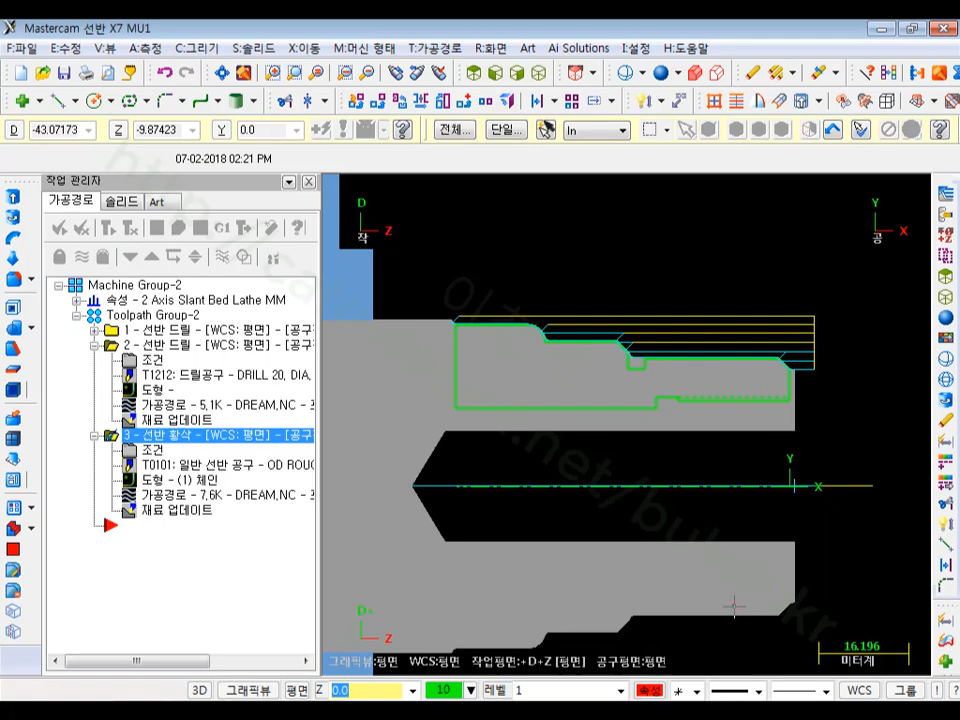 Mastercam 선반 X7 MU1
F:파일 E:수정 V:뷰 A:측정 C:그리기 S:솔리드 X:이동 M:머신 형태 T:가공경로 R:화면 Art Ai Solutions I:설정 H:도움말
D -43.07173 Z -9.87423 Y 0.0 전체... 단일... In
07-02-2018 02:21 PM
작업 관리자
가공경로 솔리드 Art
G1
Machine Group-2
속성 - 2 Axis Slant Bed Lathe MM
Toolpath Group-2
1 - 선반 드릴 - [WCS: 평면] - [공구
2 - 선반 드릴 - [WCS: 평면] - [공구
조건
T1212: 드릴공구 - DRILL 20, DIA,
도형 -
가공경로 - 5,1K - DREAM,NC - 프
재료 업데이트
3 - 선반 황삭 - [WCS: 평면] - [공구
조건
T0101: 일반 선반 공구 - OD ROUG
도형 - (1) 체인
가공경로 - 7,6K - DREAM,NC - 프
재료 업데이트
D
Z
작
Y
X
공
Y
X
D+
Z
그래픽뷰:평면 WCS:평면 작업평면:+D+Z [평면] 공구평면:평면
16.196
미터계
3D 그래픽뷰 평면 Z 0.0 10 레벨 1 속성 WCS 그룹 ! ?